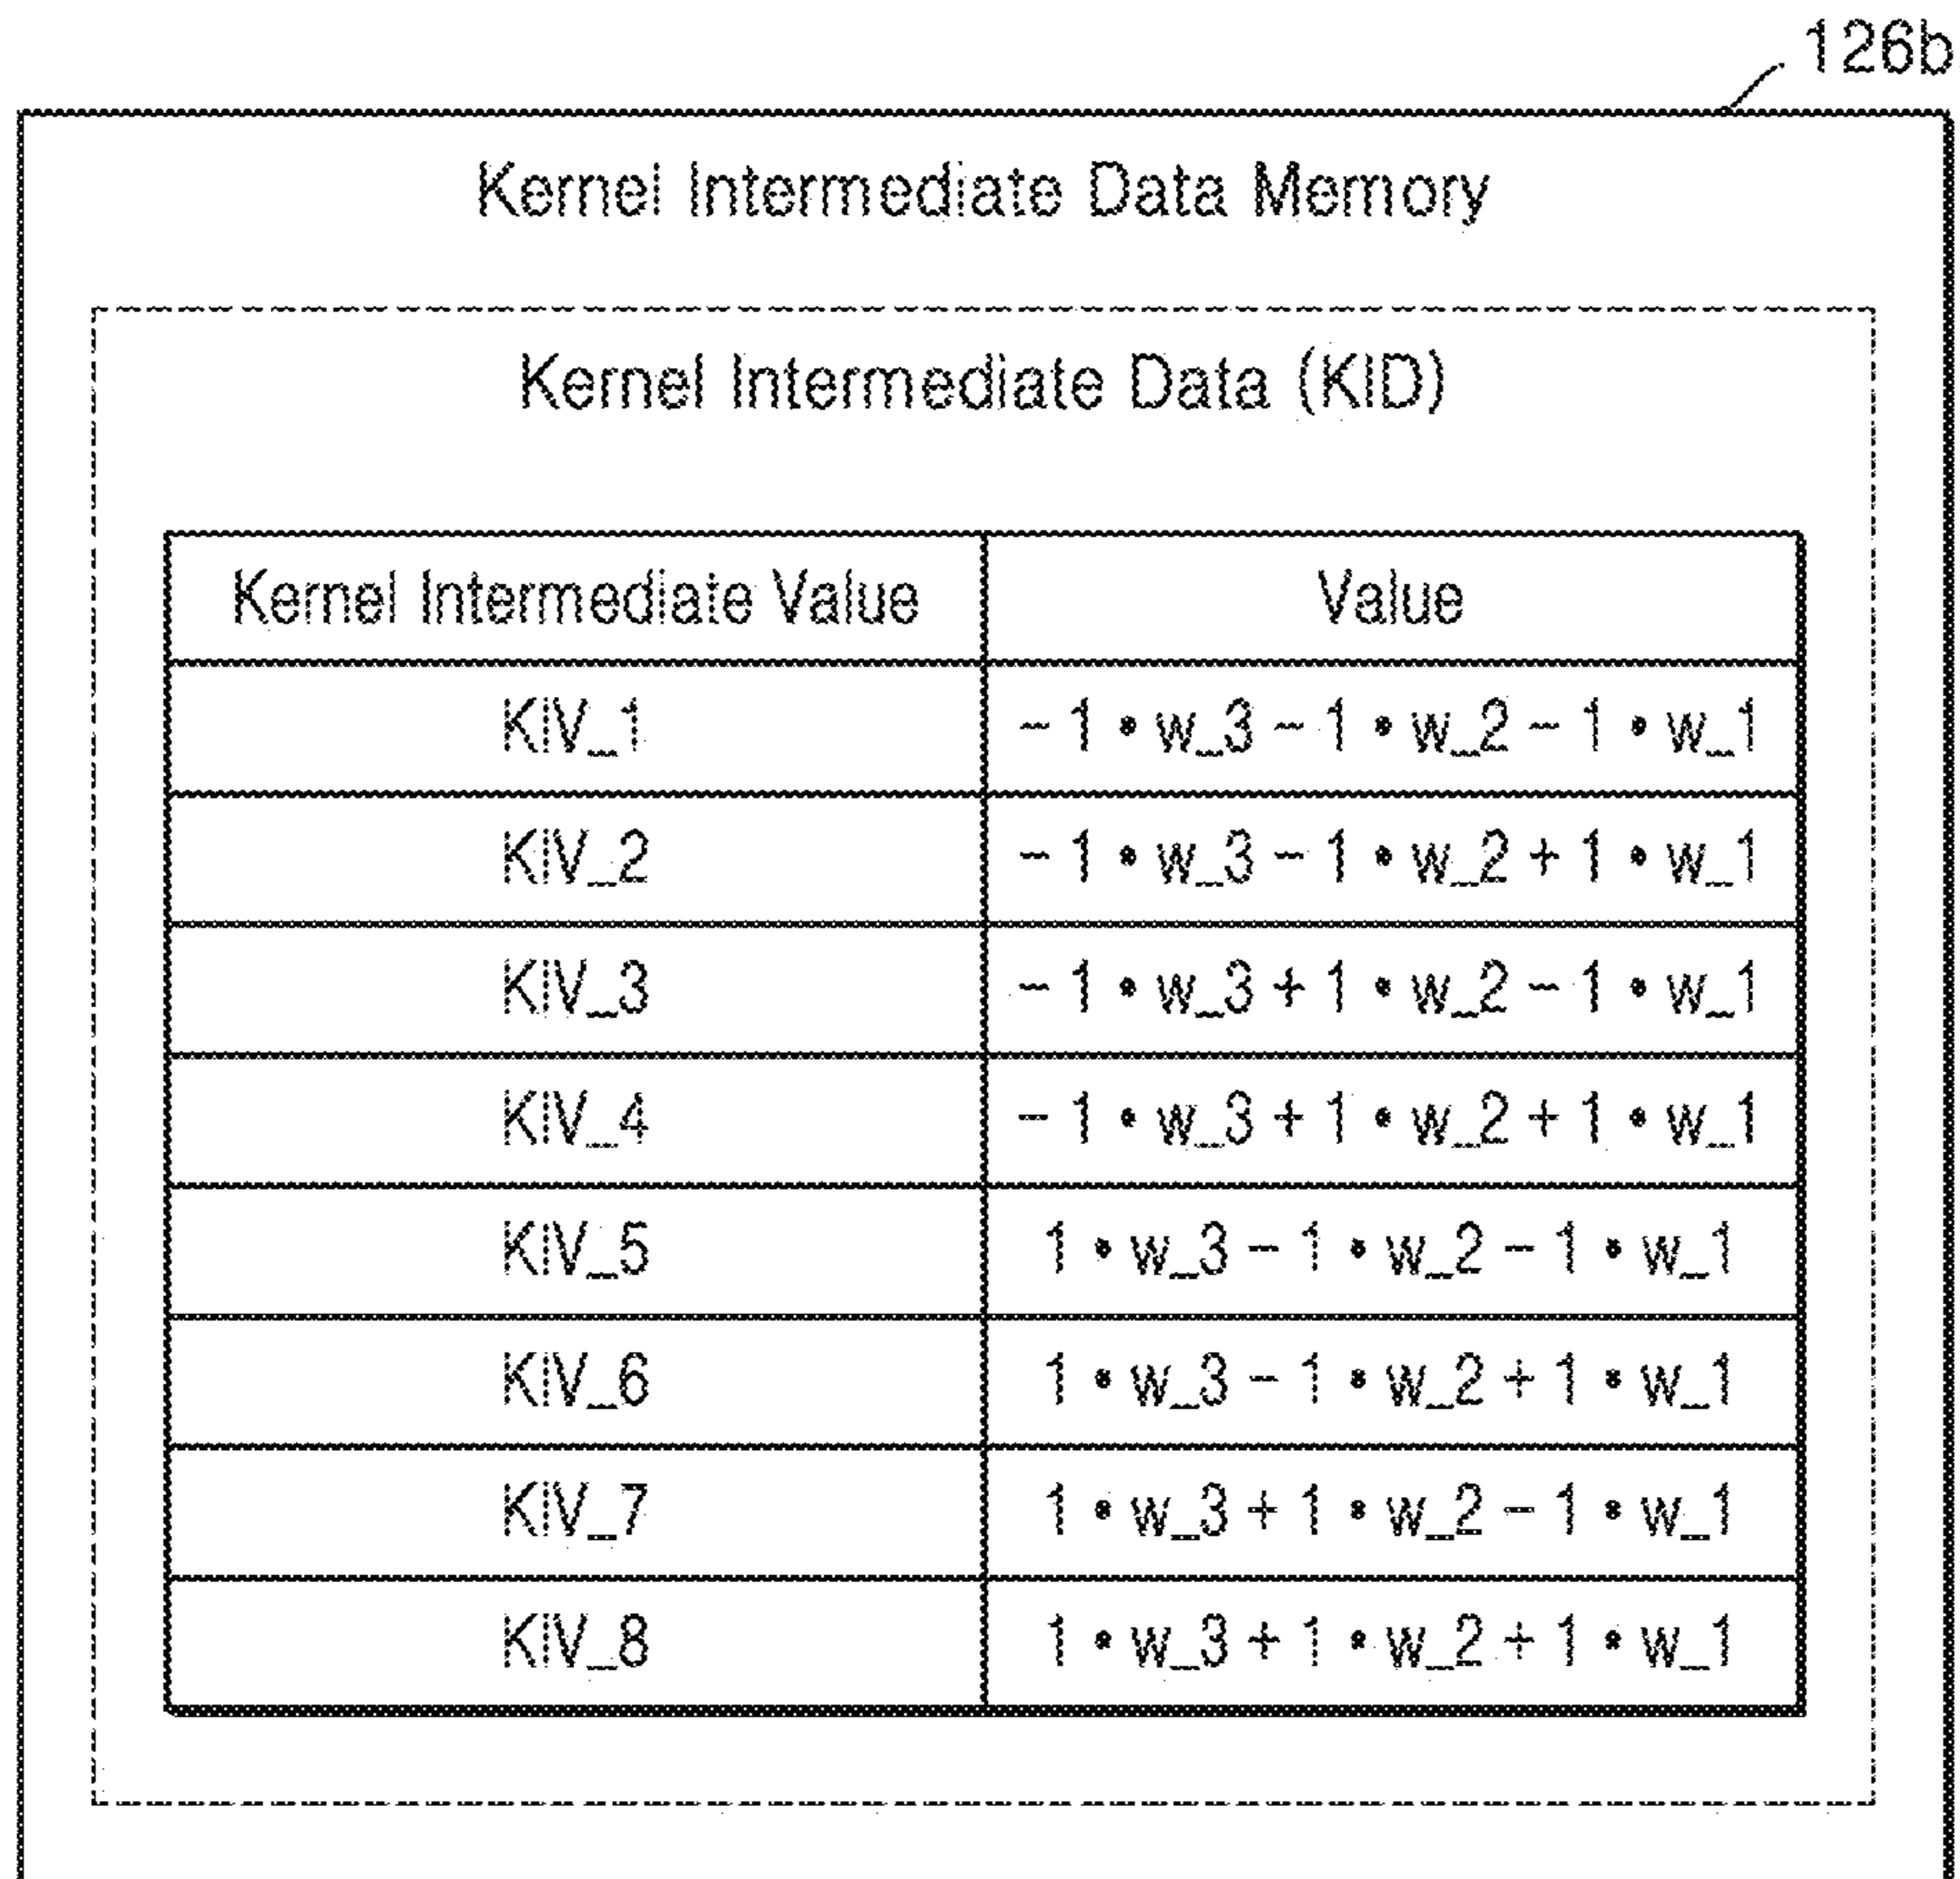 126b
Kernel Intermediate Data Memory
Kernel Intermediate Data (KID)
Kernel Intermediate Value Value
KIV_1 - 1 • w_3 - 1 • w_2 - 1 • w_1
KIV_2 - 1 • w_3 - 1 • w_2 + 1 • w_1
KIV_3 - 1 • w_3 + 1 • w_2 - 1 • w_1
KIV_4 - 1 • w_3 + 1 • w_2 + 1 • w_1
KIV_5 1 • w_3 - 1 • w_2 - 1 • w_1
KIV_6 1 • w_3 - 1 • w_2 + 1 • w_1
KIV_7 1 • w_3 + 1 • w_2 - 1 • w_1
KIV_8 1 • w_3 + 1 • w_2 + 1 • w_1